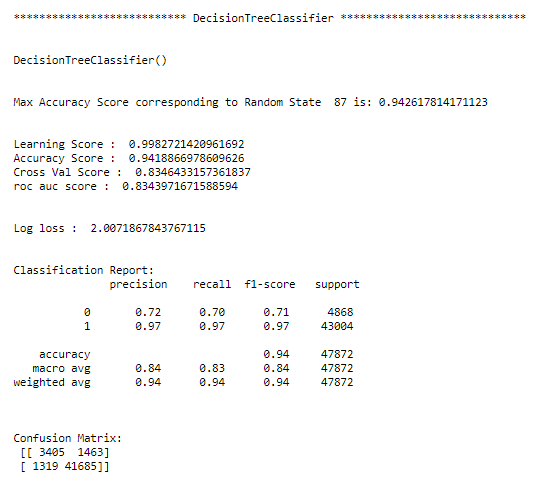 *************************** DecisionTreeClassifier *****************************
DecisionTreeClassifier()
Max Accuracy Score corresponding to Random State  87 is: 0.942617814171123
Learning Score :  0.9982721420961692
Accuracy Score :  0.9418866978609626
Cross Val Score :  0.8346433157361837
roc auc score :  0.8343971671588594
Log loss :  2.0071867843767115
Classification Report:
precision    recall  f1-score   support
0       0.72      0.70      0.71      4868
1       0.97      0.97      0.97     43004
accuracy                           0.94     47872
macro avg       0.84      0.83      0.84     47872
weighted avg       0.94      0.94      0.94     47872
Confusion Matrix:
[[ 3405  1463]
[ 1319 41685]]